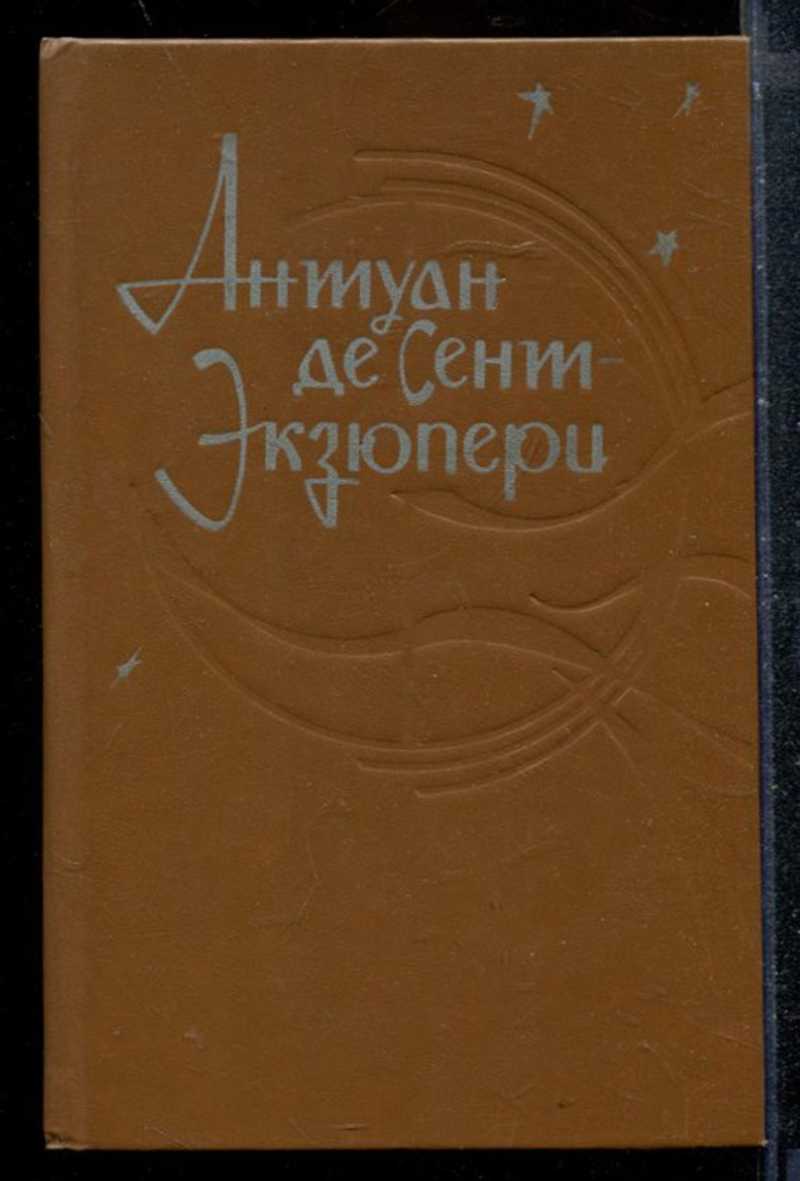 Антуан
де Сент-
Экзюпери